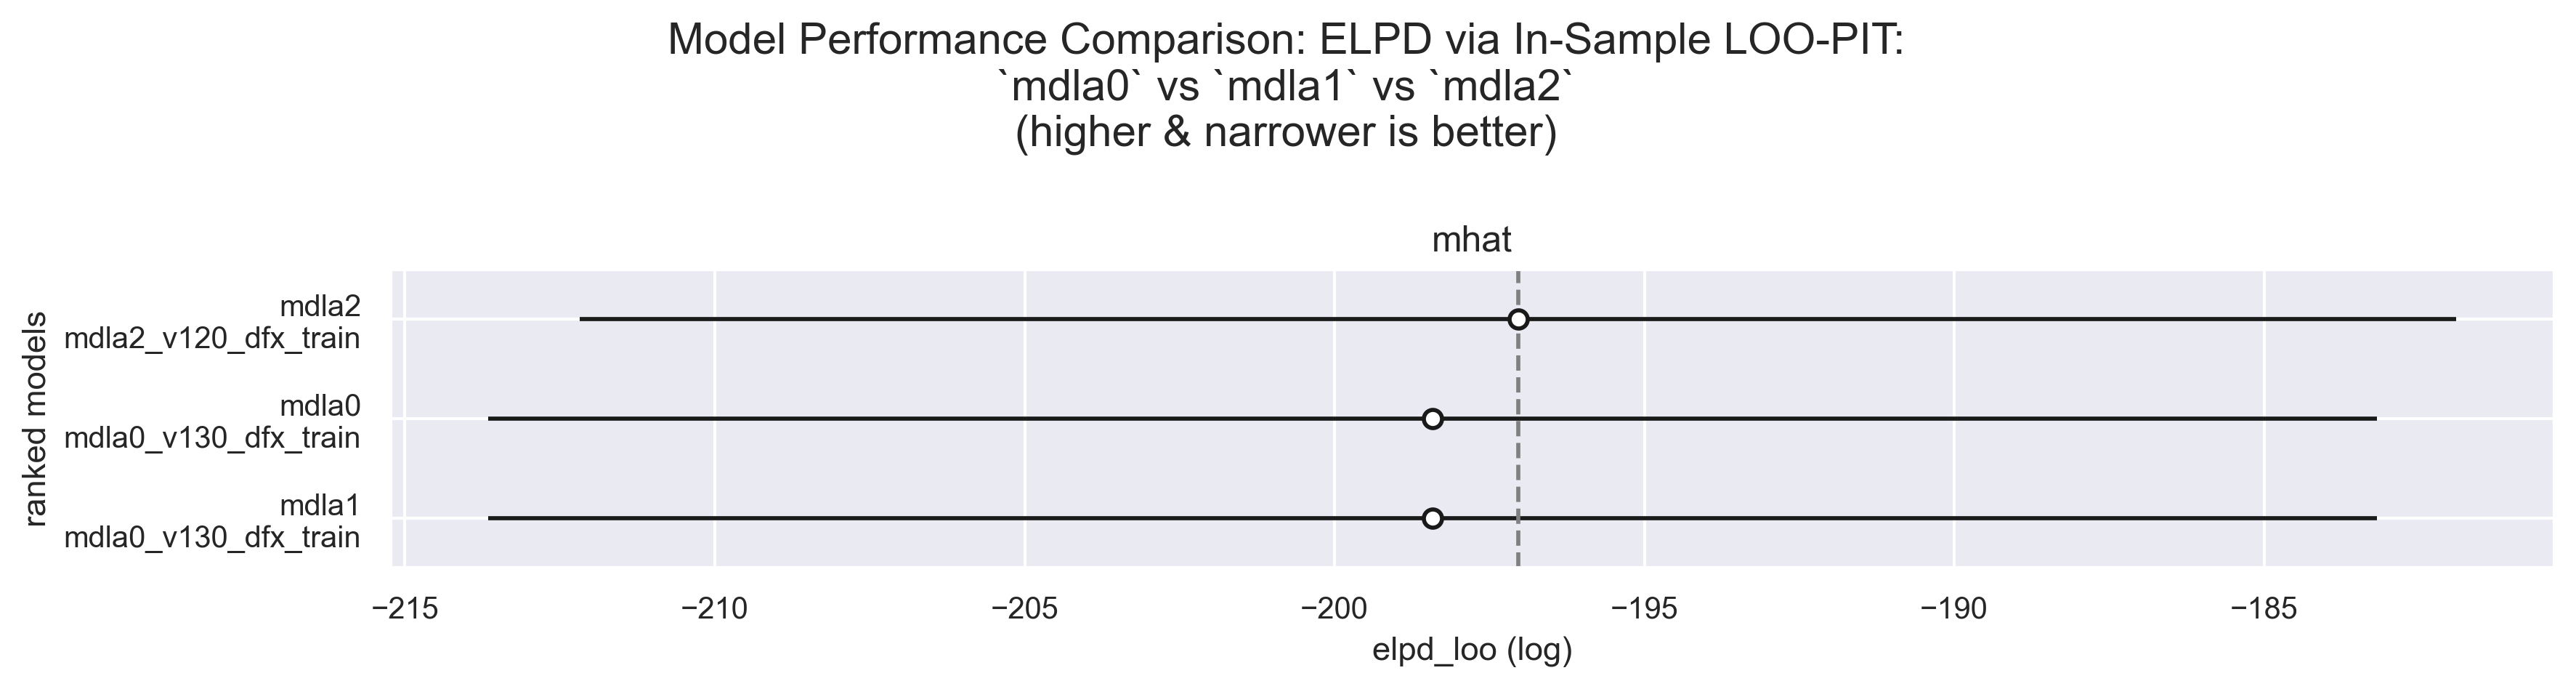 Model Performance Comparison: ELPD via In-Sample LOO-PIT:
`mdla0` vs `mdla1` vs `mdla2`
(higher & narrower is better)
mhat
ranked models
mdla2
mdla2_v120_dfx_train
mdla0
mdla0_v130_dfx_train
mdla1
mdla0_v130_dfx_train
−215 −210 −205 −200 −195 −190 −185
elpd_loo (log)